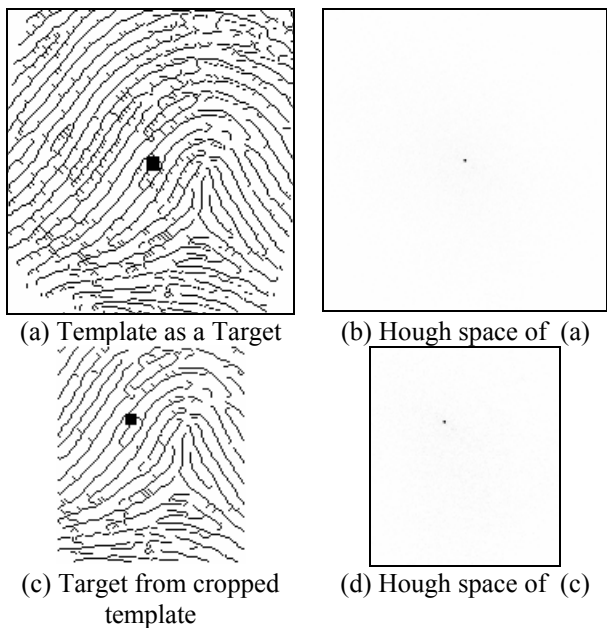 (a) Template as a Target
(b) Hough space of (a)
(c) Target from cropped
template
(d) Hough space of (c)